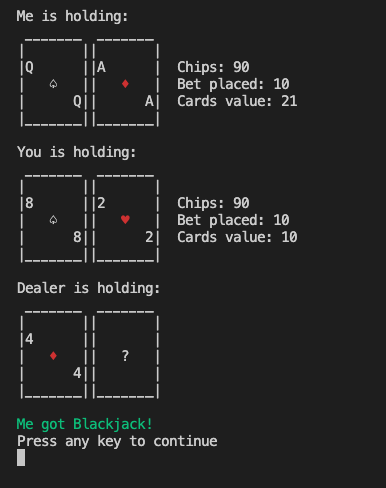 Me is holding:
Q A
♠ ♦
Q A
Chips: 90
Bet placed: 10
Cards value: 21
You is holding:
8 2
♠ ♥
8 2
Chips: 90
Bet placed: 10
Cards value: 10
Dealer is holding:
4
♦ ?
4
Me got Blackjack!
Press any key to continue